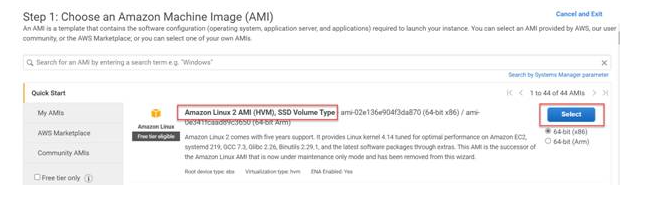 Step 1: Choose an Amazon Machine Image (AMI)
Cancel and Exit
An AMI is a template that contains the software configuration (operating system, application server, and applications) required to launch your instance. You can select an AMI provided by AWS, our user
community, or the AWS Marketplace; or you can select one of your own AMIs.
Search for an AMI by entering a search term e.g. "Windows"
Search by Systems Manager parameter
Quick Start
1 to 44 of 44 AMIs
My AMIs
AWS Marketplace
Community AMIs
Free tier only
Amazon Linux
Free tier eligible
Amazon Linux 2 AMI (HVM), SSD Volume Type - ami-02e136e904f3da870 (64-bit x86) / ami-
(64-bit Arm)
Amazon Linux 2 comes with five years support. It provides Linux kernel 4.14 tuned for optimal performance on Amazon EC2,
systemd 219, GCC 7.3, Glibc 2.26, Binutils 2.29.1, and the latest software packages through extras. This AMI is the successor of
the Amazon Linux AMI that is now under maintenance only mode and has been removed from this wizard.
Root device type: ebs Virtualization type: hvm ENA Enabled: Yes
Select
64-bit (x86)
64-bit (Arm)